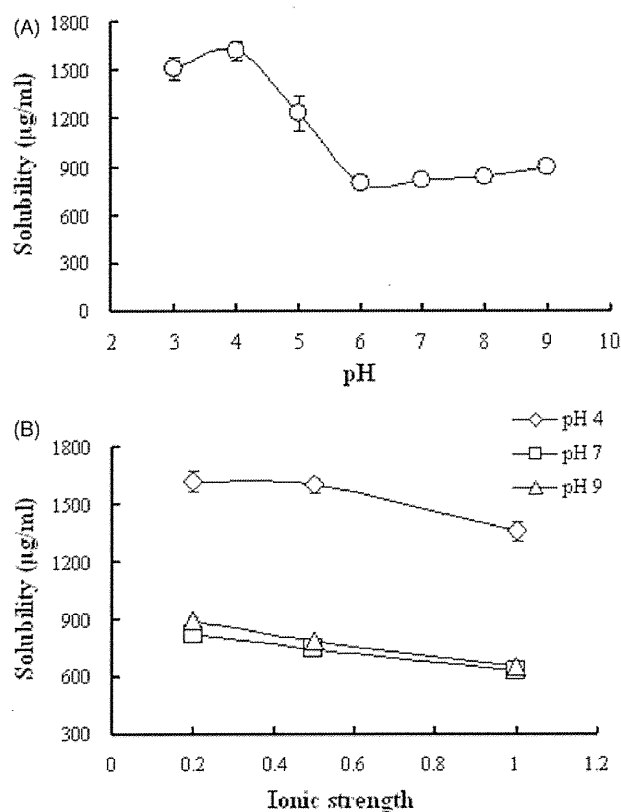 (A)
Solubility (µg/ml)
1800
1500
1200
900
600
300
0
2 3 4 5 6 7 8 9 10
pH
(B)
pH 4
pH 7
pH 9
Solubility (µg/ml)
1800
1500
1200
900
600
300
0 0.2 0.4 0.6 0.8 1 1.2
Ionic strength